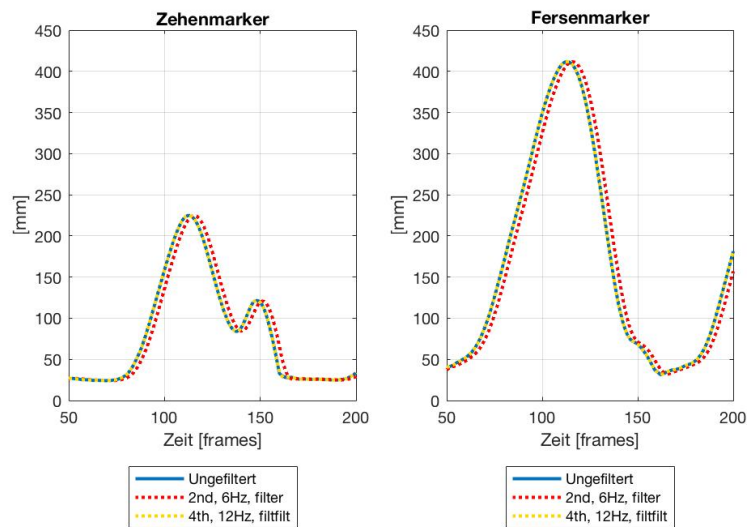 Zehenmarker
450
400
350
300
250
200
150
100
50
0
[mm]
50 100 150 200
Zeit [frames]
Ungefiltert
2nd, 6Hz, filter
4th, 12Hz, filtfilt
Fersenmarker
450
400
350
300
250
200
150
100
50
0
[mm]
50 100 150 200
Zeit [frames]
Ungefiltert
2nd, 6Hz, filter
4th, 12Hz, filtfilt